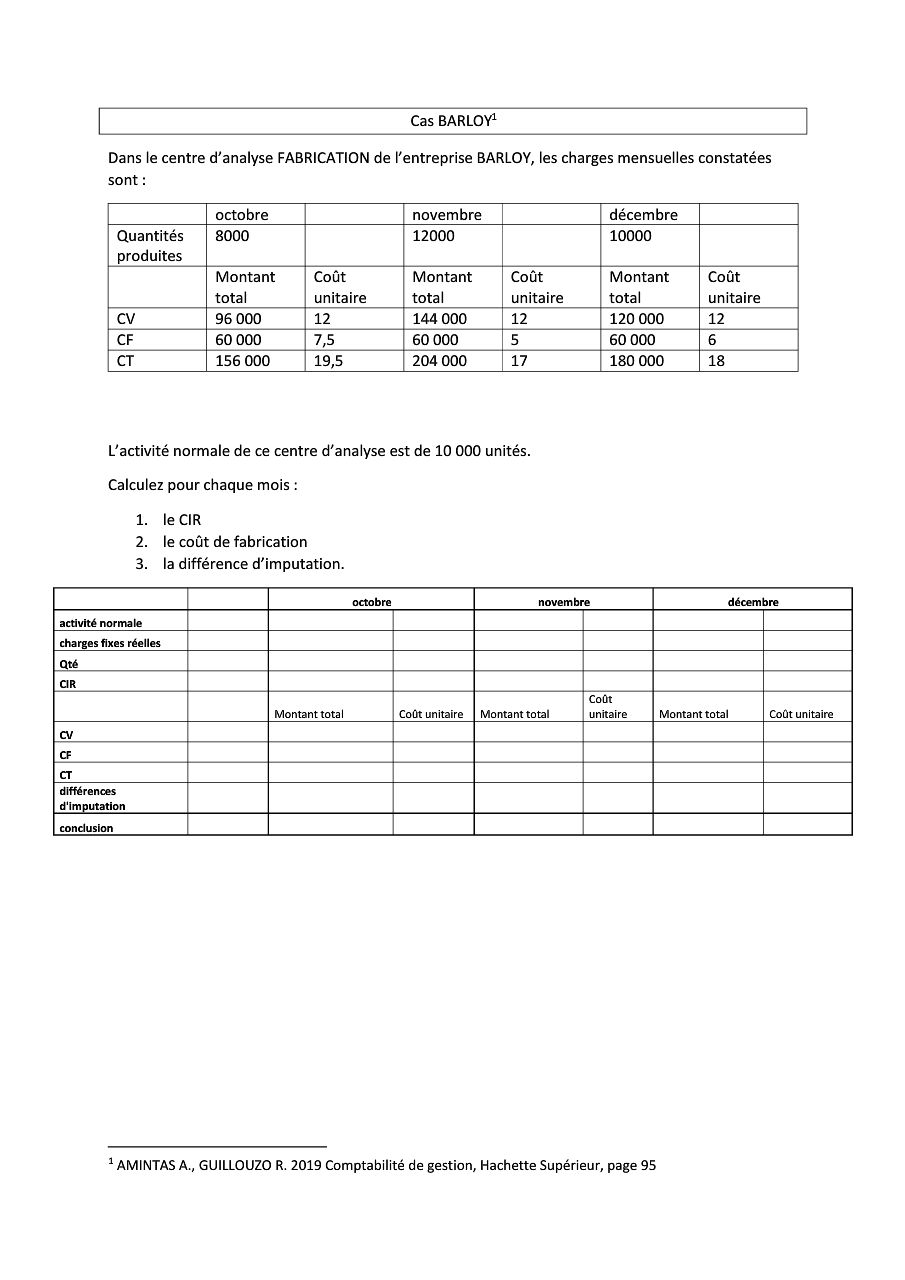 Cas BARLOY¹
Dans le centre d’analyse FABRICATION de l’entreprise BARLOY, les charges mensuelles constatées
sont :
octobre novembre décembre
Quantités produites 8000 12000 10000
Montant total Coût unitaire Montant total Coût unitaire Montant total Coût unitaire
CV 96 000 12 144 000 12 120 000 12
CF 60 000 7,5 60 000 5 60 000 6
CT 156 000 19,5 204 000 17 180 000 18
L’activité normale de ce centre d’analyse est de 10 000 unités.
Calculez pour chaque mois :
1. le CIR
2. le coût de fabrication
3. la différence d’imputation.
octobre novembre décembre
activité normale
charges fixes réelles
Qté
CIR
Montant total Coût unitaire Montant total Coût unitaire Montant total Coût unitaire
CV
CF
CT
différences
d'imputation
conclusion
¹ AMINTAS A., GUILLOUZO R. 2019 Comptabilité de gestion, Hachette Supérieur, page 95